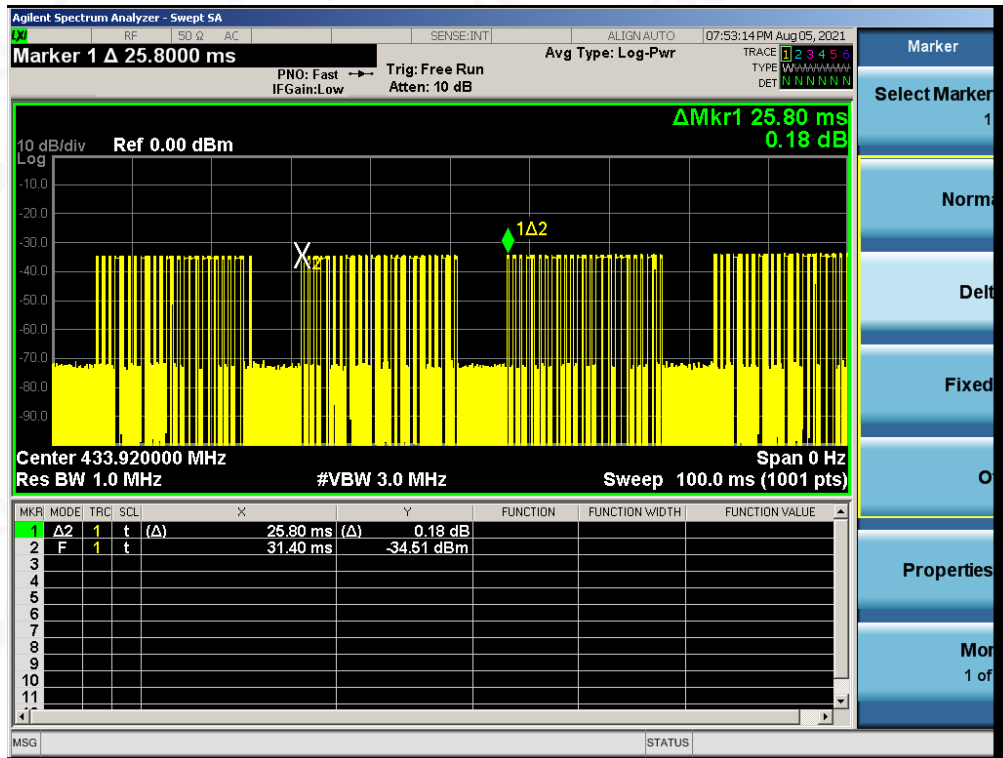 Agilent Spectrum Analyzer - Swept SA
LXI RF 50 Ω AC SENSE:INT ALIGN AUTO 07:53:14 PM Aug 05, 2021
Marker 1 Δ 25.8000 ms
PNO: Fast
IFGain:Low
Trig: Free Run
Atten: 10 dB
Avg Type: Log-Pwr
TRACE 1 2 3 4 5 6
TYPE WWWWWW
DET N N N N N N
ΔMkr1 25.80 ms
0.18 dB
10 dB/div Ref 0.00 dBm
Log
-10.0
-20.0
-30.0
-40.0
-50.0
-60.0
-70.0
-80.0
-90.0
1Δ2
X2
Center 433.920000 MHz Span 0 Hz
Res BW 1.0 MHz #VBW 3.0 MHz Sweep 100.0 ms (1001 pts)
MKR MODE TRC SCL X Y FUNCTION FUNCTION WIDTH FUNCTION VALUE
1 Δ2 1 t (Δ) 25.80 ms (Δ) 0.18 dB
2 F 1 t 31.40 ms -34.51 dBm
3
4
5
6
7
8
9
10
11
MSG STATUS
Marker
Select Marker
1
Norma
Delt
Fixed
O
Properties
Mor
1 of